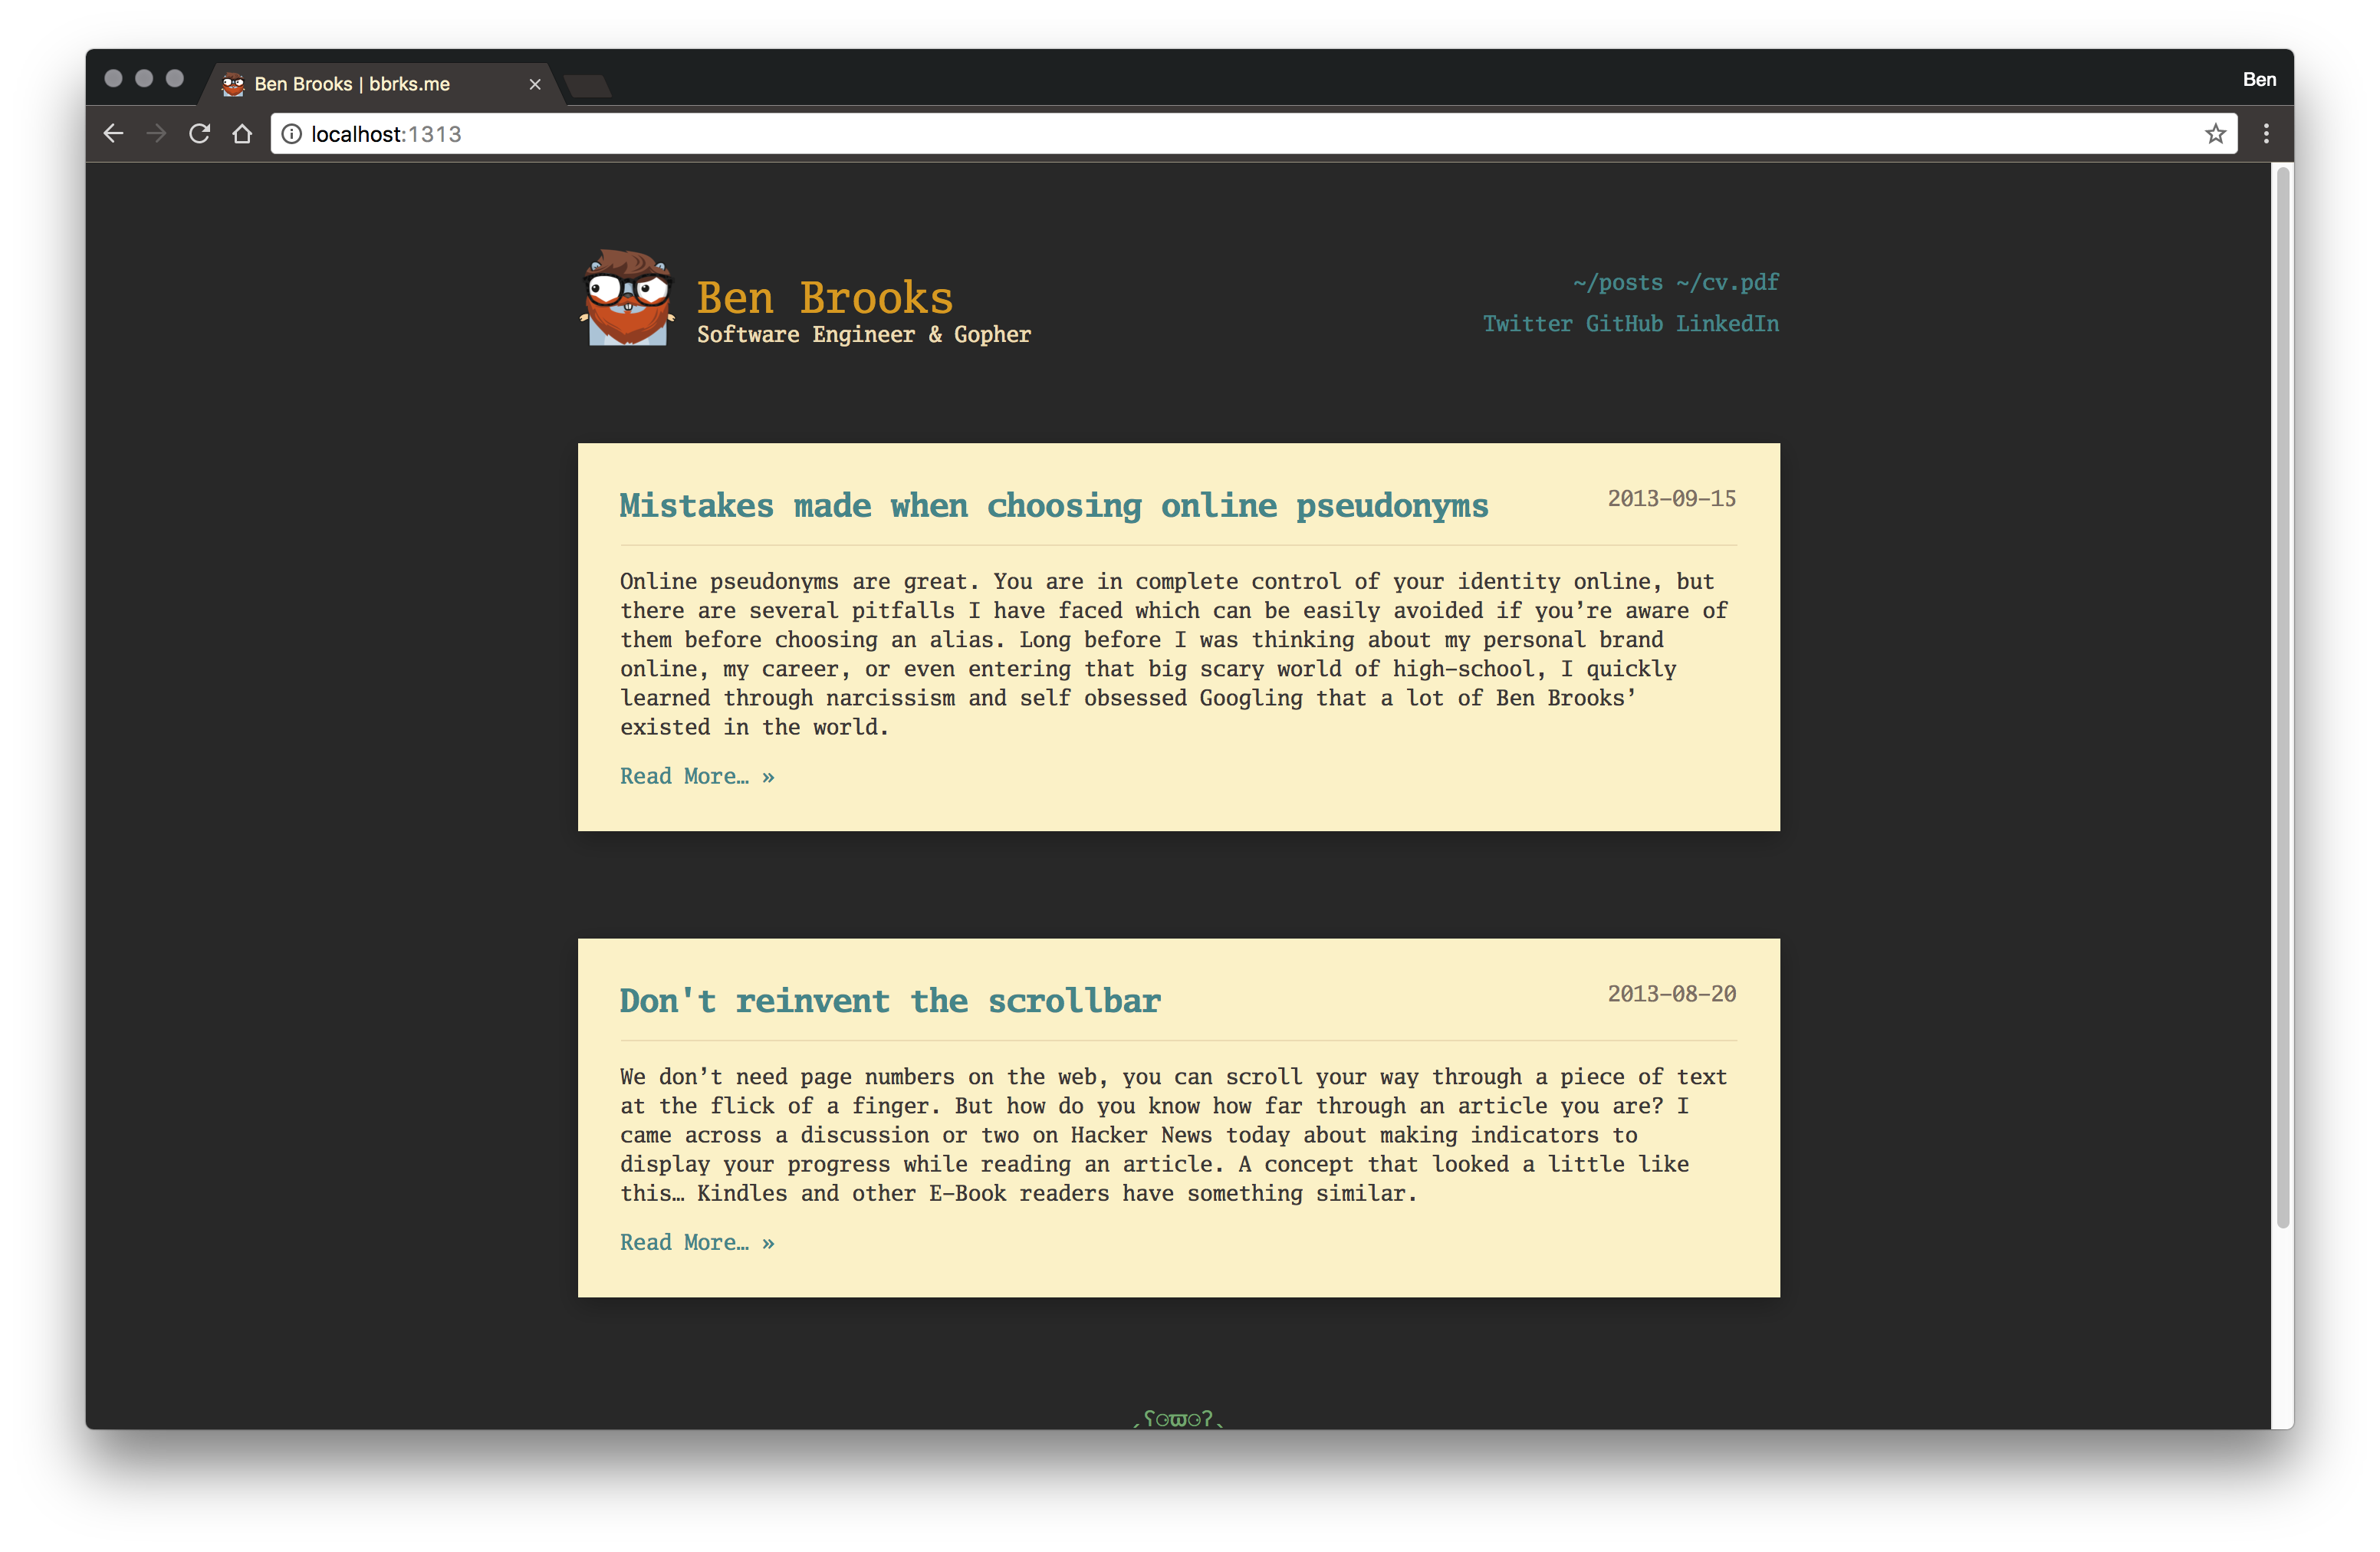 Ben Brooks | bbrks.me
Ben
localhost:1313
Ben Brooks
Software Engineer & Gopher
~/posts ~/cv.pdf
Twitter GitHub LinkedIn
Mistakes made when choosing online pseudonyms
2013-09-15
Online pseudonyms are great. You are in complete control of your identity online, but
there are several pitfalls I have faced which can be easily avoided if you’re aware of
them before choosing an alias. Long before I was thinking about my personal brand
online, my career, or even entering that big scary world of high-school, I quickly
learned through narcissism and self obsessed Googling that a lot of Ben Brooks’
existed in the world.
Read More… »
Don't reinvent the scrollbar
2013-08-20
We don’t need page numbers on the web, you can scroll your way through a piece of text
at the flick of a finger. But how do you know how far through an article you are? I
came across a discussion or two on Hacker News today about making indicators to
display your progress while reading an article. A concept that looked a little like
this… Kindles and other E-Book readers have something similar.
Read More… »